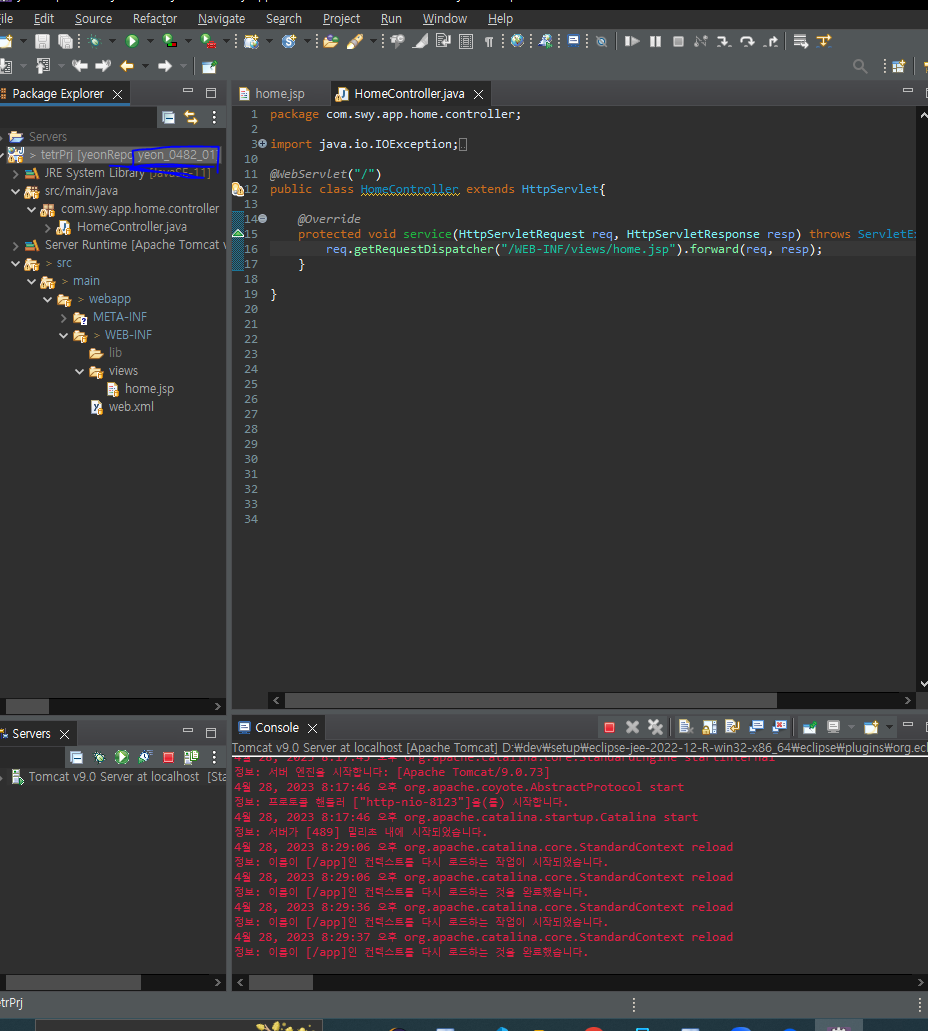 ile Edit Source Refactor Navigate Search Project Run Window Help
Package Explorer
Servers
> tetrPrj [yeonRepo yeon_0482_01]
JRE System Library [JavaSE-11]
src/main/java
com.swy.app.home.controller
HomeController.java
Server Runtime [Apache Tomcat v
> src
> main
> webapp
META-INF
> WEB-INF
lib
views
home.jsp
web.xml
home.jsp HomeController.java
1 package com.swy.app.home.controller;
2
3 import java.io.IOException;
10
11 @WebServlet("/")
12 public class HomeController extends HttpServlet{
13
14 @Override
15 protected void service(HttpServletRequest req, HttpServletResponse resp) throws ServletE
16 req.getRequestDispatcher("/WEB-INF/views/home.jsp").forward(req, resp);
17 }
18
19 }
20
21
22
23
24
25
26
27
28
29
30
31
32
33
34
Servers
Tomcat v9.0 Server at localhost [Sta
Console
Tomcat v9.0 Server at localhost [Apache Tomcat] D:₩dev₩setup₩eclipse-jee-2022-12-R-win32-x86_64₩eclipse₩plugins₩org.ecl
4월 28, 2023 8:17:45 오후 org.apache.catalina.core.StandardEngine startInternal
정보: 서버 엔진을 시작합니다: [Apache Tomcat/9.0.73]
4월 28, 2023 8:17:46 오후 org.apache.coyote.AbstractProtocol start
정보: 프로토콜 핸들러 ["http-nio-8123"]을(를) 시작합니다.
4월 28, 2023 8:17:46 오후 org.apache.catalina.startup.Catalina start
정보: 서버가 [489] 밀리초 내에 시작되었습니다.
4월 28, 2023 8:29:06 오후 org.apache.catalina.core.StandardContext reload
정보: 이름이 [/app]인 컨텍스트를 다시 로드하는 작업이 시작되었습니다.
4월 28, 2023 8:29:06 오후 org.apache.catalina.core.StandardContext reload
정보: 이름이 [/app]인 컨텍스트를 다시 로드하는 것을 완료했습니다.
4월 28, 2023 8:29:36 오후 org.apache.catalina.core.StandardContext reload
정보: 이름이 [/app]인 컨텍스트를 다시 로드하는 작업이 시작되었습니다.
4월 28, 2023 8:29:37 오후 org.apache.catalina.core.StandardContext reload
정보: 이름이 [/app]인 컨텍스트를 다시 로드하는 것을 완료했습니다.
etrPrj